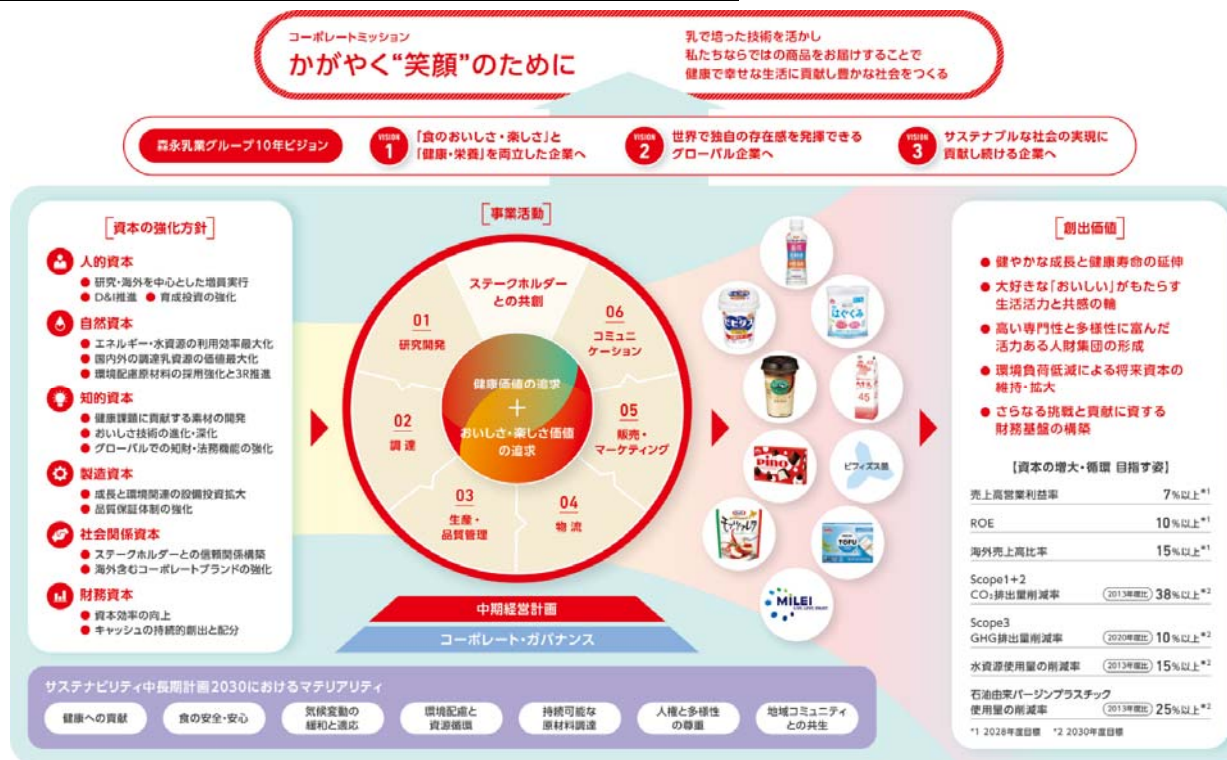 コーポレートミッション
かがやく“笑顔”のために
乳で培った技術を活かし
私たちならではの商品をお届けすることで
健康で幸せな生活に貢献し豊かな社会をつくる
森永乳業グループ10年ビジョン
VISION
1
「食のおいしさ・楽しさ」と
「健康・栄養」を両立した企業へ
VISION
2
世界で独自の存在感を発揮できる
グローバル企業へ
VISION
3
サステナブルな社会の実現に
貢献し続ける企業へ
[資本の強化方針]
人的資本
● 研究・海外を中心とした増員実行
● D&I推進 ● 育成投資の強化
自然資本
● エネルギー・水資源の利用効率最大化
● 国内外の調達乳資源の価値最大化
● 環境配慮原材料の採用強化と3R推進
知的資本
● 健康課題に貢献する素材の開発
● おいしさ技術の進化・深化
● グローバルでの知財・法務機能の強化
製造資本
● 成長と環境関連の設備投資拡大
● 品質保証体制の強化
社会関係資本
● ステークホルダーとの信頼関係構築
● 海外含むコーポレートブランドの強化
財務資本
● 資本効率の向上
● キャッシュの持続的創出と配分
[事業活動]
ステークホルダー
との共創
01
研究開発
02
調達
03
生産・
品質管理
04
物流
05
販売・
マーケティング
06
コミュニ
ケーション
健康価値の追求
+
おいしさ・楽しさ価値
の追求
中期経営計画
コーポレート・ガバナンス
ビヒダス
はぐくみ
45
pino
ビフィズス菌
モッツァレラ
TOFU
MILEI
[創出価値]
● 健やかな成長と健康寿命の延伸
● 大好きな「おいしい」がもたらす
生活活力と共感の輪
● 高い専門性と多様性に富んだ
活力ある人財集団の形成
● 環境負荷低減による将来資本の
維持・拡大
● さらなる挑戦と貢献に資する
財務基盤の構築
【資本の増大・循環 目指す姿】
売上高営業利益率 7%以上*1
ROE 10%以上*1
海外売上高比率 15%以上*1
Scope1+2
CO₂排出量削減率 2013年度比 38%以上*2
Scope3
GHG排出量削減率 2020年度比 10%以上*2
水資源使用量の削減率 2013年度比 15%以上*2
石油由来バージンプラスチック
使用量の削減率 2013年度比 25%以上*2
*1 2028年度目標 *2 2030年度目標
サステナビリティ中長期計画2030におけるマテリアリティ
健康への貢献
食の安全・安心
気候変動の
緩和と適応
環境配慮と
資源循環
持続可能な
原材料調達
人権と多様性
の尊重
地域コミュニティ
との共生